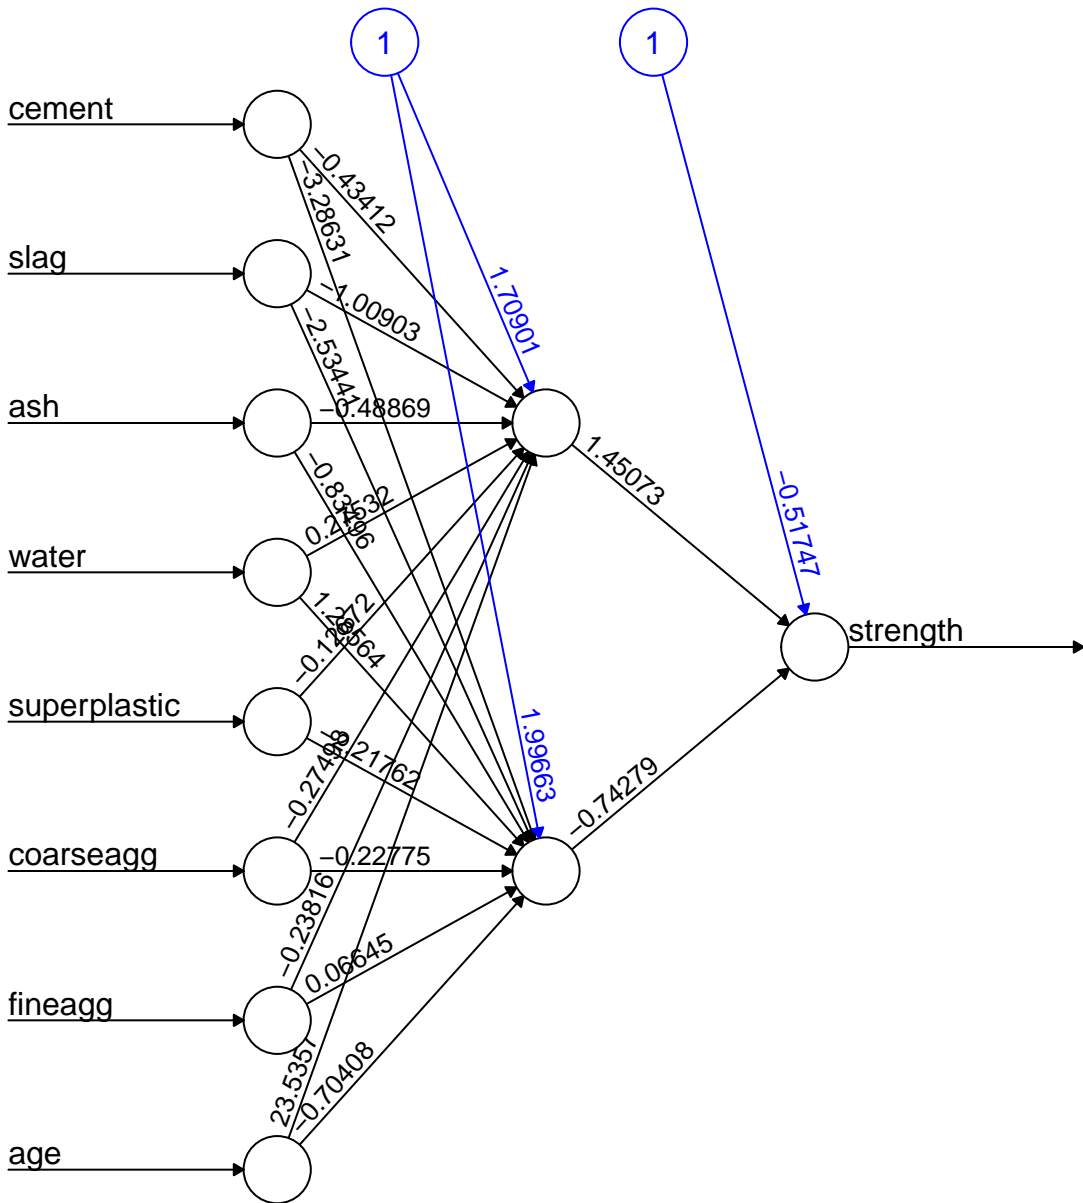 1
1
cement
−0.43412
−3.28631
slag
−1.00903
−2.53441
1.70901
ash
−0.48869
1.45073
−0.51747
water
strength
superplastic
1.99663
−0.74279
−0.27498
coarseagg
−0.22775
−0.23816
0.06645
fineagg
23.5357
−0.70408
age